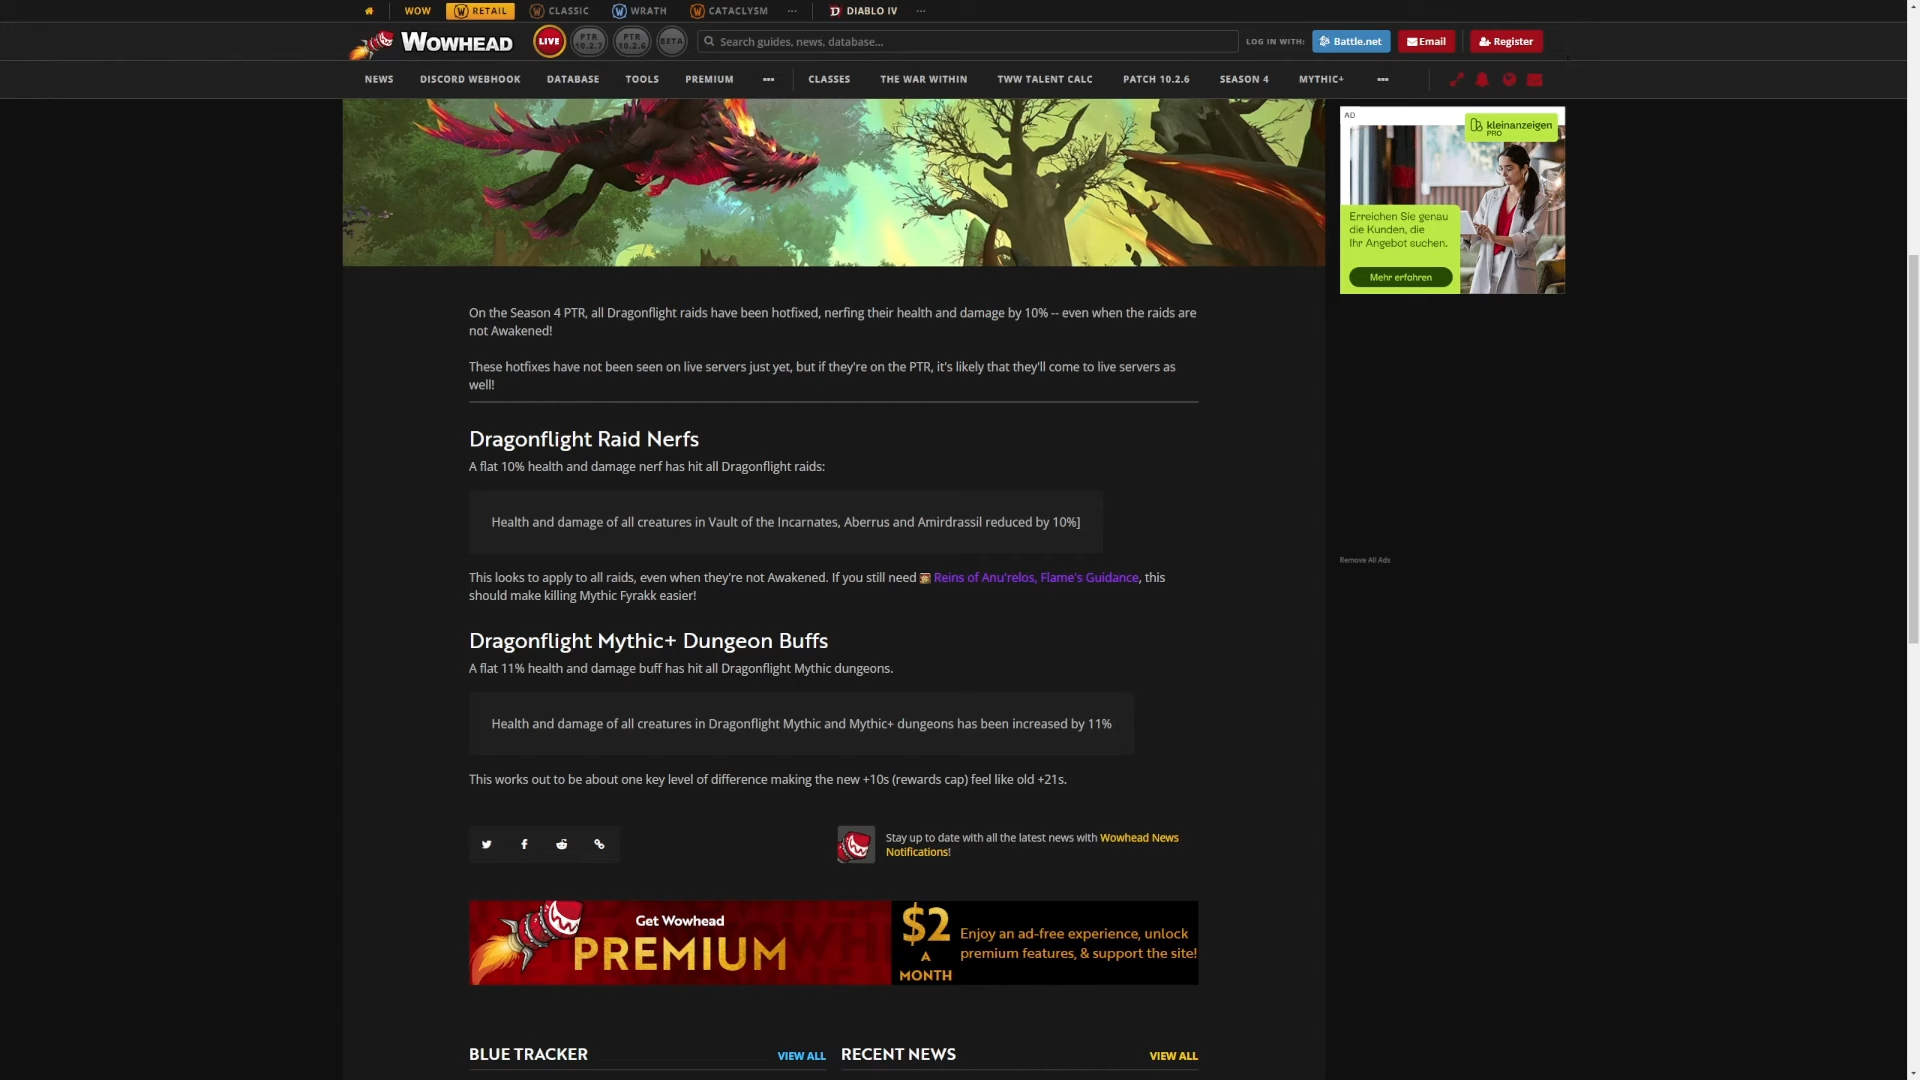 WOW
RETAIL
CLASSIC
WRATH
CATACLYSM
DIABLO IV
WOWHEAD
LIVE
PTR
10.2.7
PTR
10.2.6
BETA
Search guides, news, database...
LOG IN WITH:
Battle.net
Email
Register
NEWS
DISCORD WEBHOOK
DATABASE
TOOLS
PREMIUM
CLASSES
THE WAR WITHIN
TWW TALENT CALC
PATCH 10.2.6
SEASON 4
MYTHIC+
AD
kleinanzeigen
PRO
Erreichen Sie genau
die Kunden, die
Ihr Angebot suchen.
Mehr erfahren
On the Season 4 PTR, all Dragonflight raids have been hotfixed, nerfing their health and damage by 10% -- even when the raids are
not Awakened!
These hotfixes have not been seen on live servers just yet, but if they're on the PTR, it's likely that they'll come to live servers as
well!
Dragonflight Raid Nerfs
A flat 10% health and damage nerf has hit all Dragonflight raids:
Health and damage of all creatures in Vault of the Incarnates, Aberrus and Amirdrassil reduced by 10%]
Remove All Ads
This looks to apply to all raids, even when they're not Awakened. If you still need Reins of Anu'relos, Flame's Guidance, this
should make killing Mythic Fyrakk easier!
Dragonflight Mythic+ Dungeon Buffs
A flat 11% health and damage buff has hit all Dragonflight Mythic dungeons.
Health and damage of all creatures in Dragonflight Mythic and Mythic+ dungeons has been increased by 11%
This works out to be about one key level of difference making the new +10s (rewards cap) feel like old +21s.
Stay up to date with all the latest news with Wowhead News
Notifications!
Get Wowhead
PREMIUM
$2
A
MONTH
Enjoy an ad-free experience, unlock
premium features, & support the site!
BLUE TRACKER
VIEW ALL
RECENT NEWS
VIEW ALL